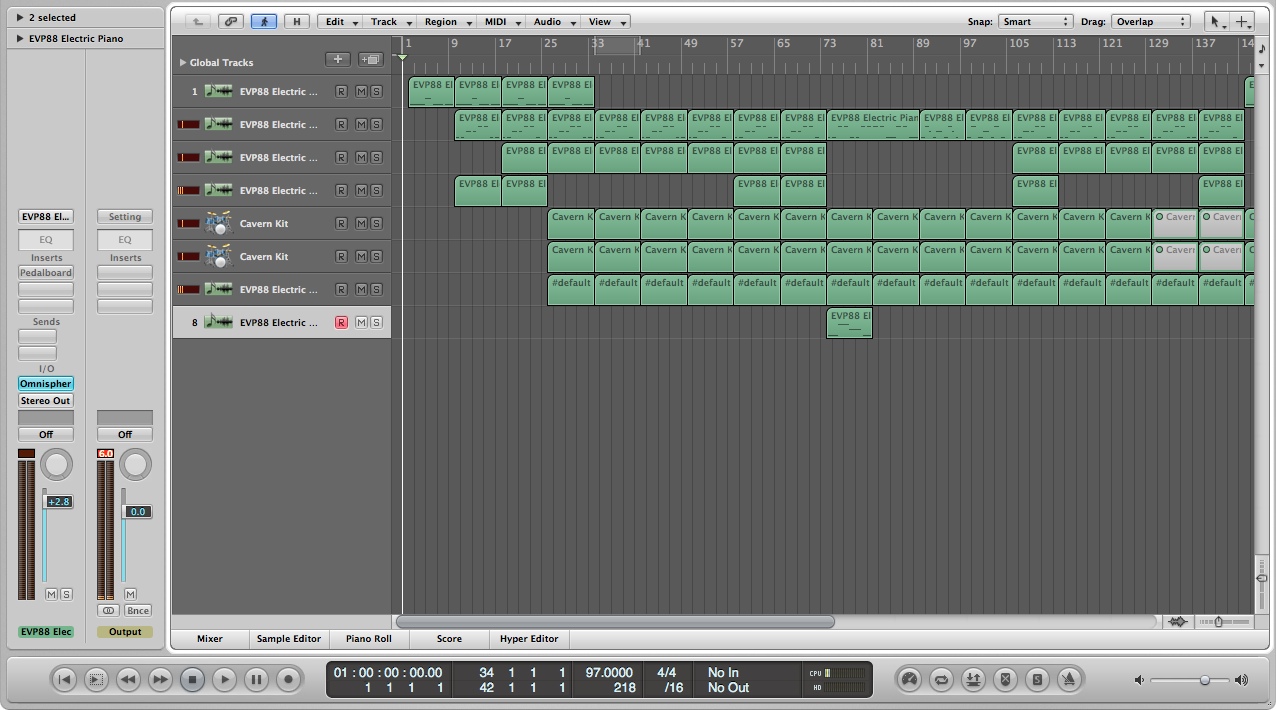 2 selected
EVP88 Electric Piano
H Edit Track Region MIDI Audio View Snap: Smart Drag: Overlap
1 9 17 25 33 41 49 57 65 73 81 89 97 105 113 121 129 137 14
Global Tracks
1 EVP88 Electric ... R M S EVP88 El EVP88 El EVP88 El EVP88 El E
EVP88 Electric ... R M S EVP88 El EVP88 El EVP88 El EVP88 El EVP88 El EVP88 El EVP88 El EVP88 El EVP88 Electric Pian EVP88 El EVP88 El EVP88 El EVP88 El EVP88 El EVP88 El EVP88 El
EVP88 Electric ... R M S EVP88 El EVP88 El EVP88 El EVP88 El EVP88 El EVP88 El EVP88 El EVP88 El EVP88 El EVP88 El EVP88 El EVP88 El
EVP88 Electric ... R M S EVP88 El EVP88 El EVP88 El EVP88 El EVP88 El EVP88 El
Cavern Kit R M S Cavern K Cavern K Cavern K Cavern K Cavern K Cavern K Cavern K Cavern K Cavern K Cavern K Cavern K Cavern K Cavern K Cavern Cavern C
Cavern Kit R M S Cavern K Cavern K Cavern K Cavern K Cavern K Cavern K Cavern K Cavern K Cavern K Cavern K Cavern K Cavern K Cavern K Cavern Cavern C
EVP88 Electric ... R M S #default #default #default #default #default #default #default #default #default #default #default #default #default #default #default #
8 EVP88 Electric ... R M S EVP88 El
EVP88 El... Setting
EQ EQ
Inserts Inserts
Pedalboard
Sends
I/O
Omnispher
Stereo Out
Off Off
6.0
+2.8
0.0
M S M
Bnce
EVP88 Elec Output
Mixer Sample Editor Piano Roll Score Hyper Editor
01 : 00 : 00 : 00.00 34 1 1 1 97.0000 4/4 No In CPU
1 1 1 1 42 1 1 1 218 /16 No Out HD
S